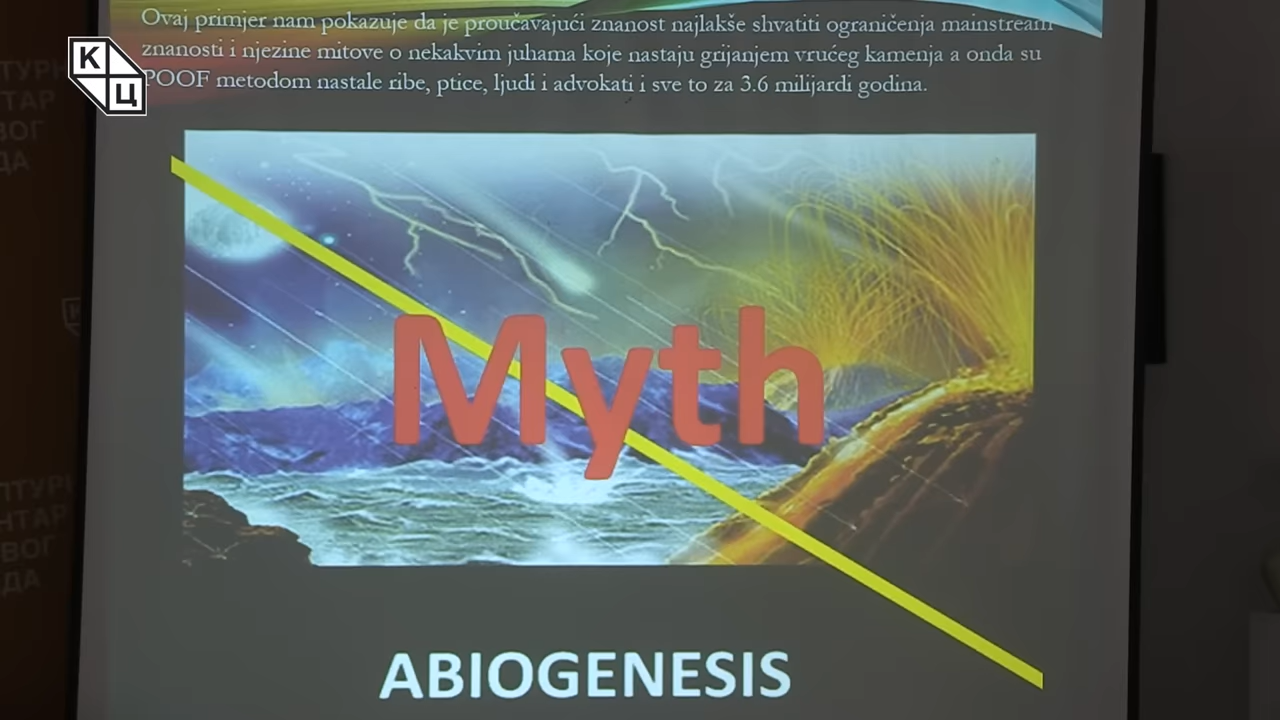 Ovaj primjer nam pokazuje da je proučavajući znanost najlakše shvatiti ograničenja mainstream
znanosti i njezine mitove o nekakvim juhama koje nastaju grijanjem vrućeg kamenja a onda su
POOF metodom nastale ribe, ptice, ljudi i advokati i sve to za 3.6 milijardi godina.
К
Ц
Myth
ABIOGENESIS